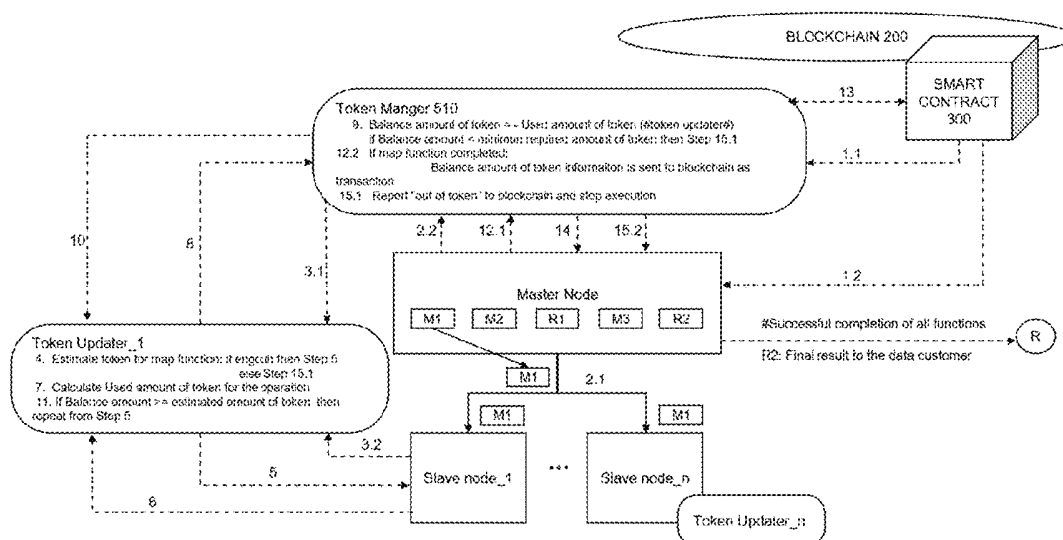 BLOCKCHAIN 200
SMART
CONTRACT
300
13
1.1
1.2
Token Manger 510
9. Balance amount of token = - Used amount of token (#token updater#)
If Balance amount < minimum required amount of token then Step 15.1
12.2 If map function completed:
Balance amount of token information is sent to blockchain as
transaction
15.1 Report "out of token" to blockchain and stop execution
10
8
3.1
2.2
12.1
14
15.2
Master Node
M1
M2
R1
M3
R2
#Successful completion of all functions
R
R2: Final result to the data customer
Token Updater_1
4. Estimate token for map function: if enough then Step 5
else Step 15.1
7. Calculate Used amount of token for the operation
11. If Balance amount >= estimated amount of token, then
repeat from Step 5
M1
2.1
M1
M1
3.2
5
6
Slave node_1
...
Slave node_n
Token Updater_n